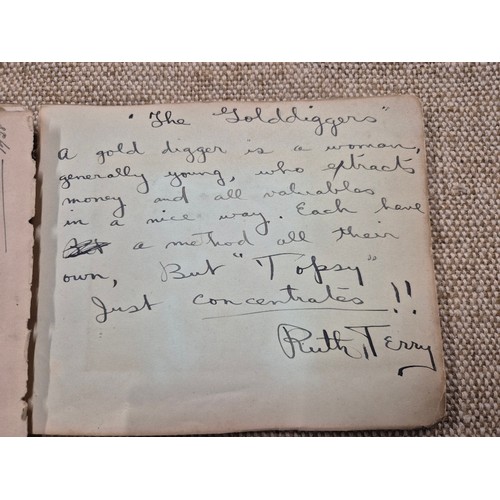 "The Golddiggers"
A gold digger is a woman,
generally young, who extracts
money and all valuables
in a nice way. Each have
a method all their
own, But "Topsy"
Just concentrates!!
Ruth Terry